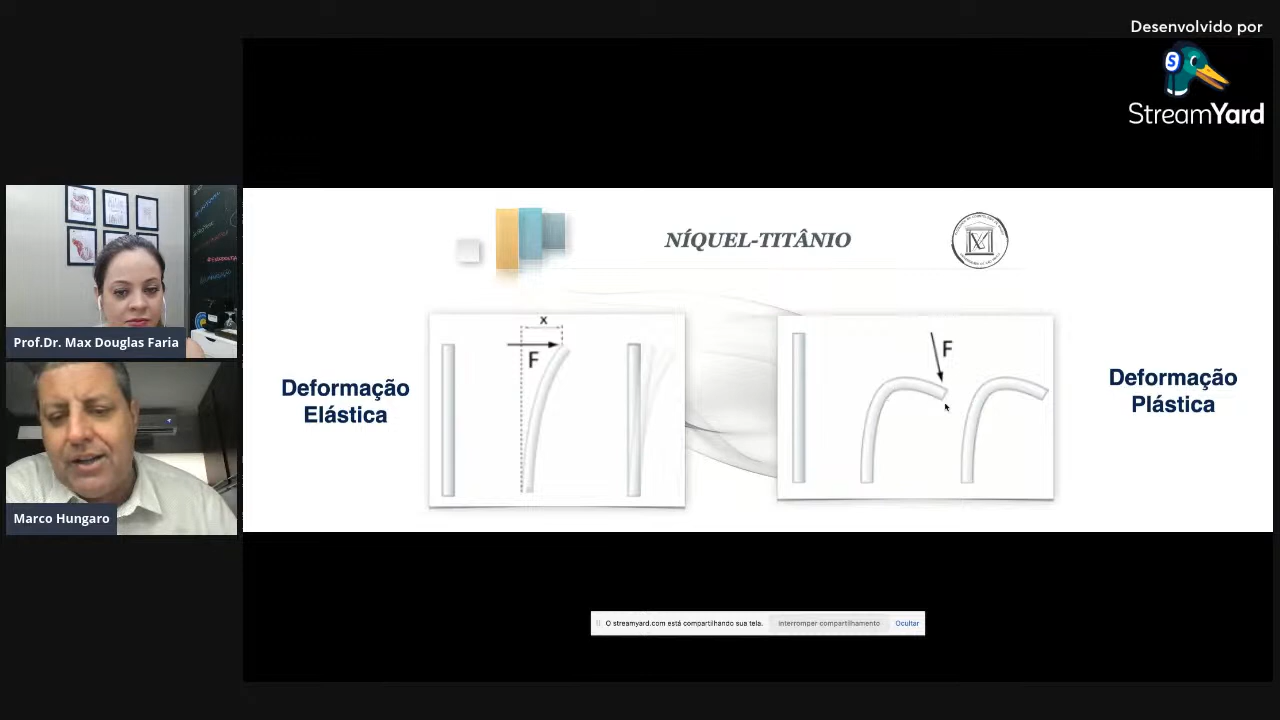 Desenvolvido por
StreamYard
NÍQUEL-TITÂNIO
x
F
F
Deformação
Elástica
Deformação
Plástica
Prof.Dr. Max Douglas Faria
Marco Hungaro
O streamyard.com está compartilhando sua tela.
Interromper compartilhamento
Ocultar